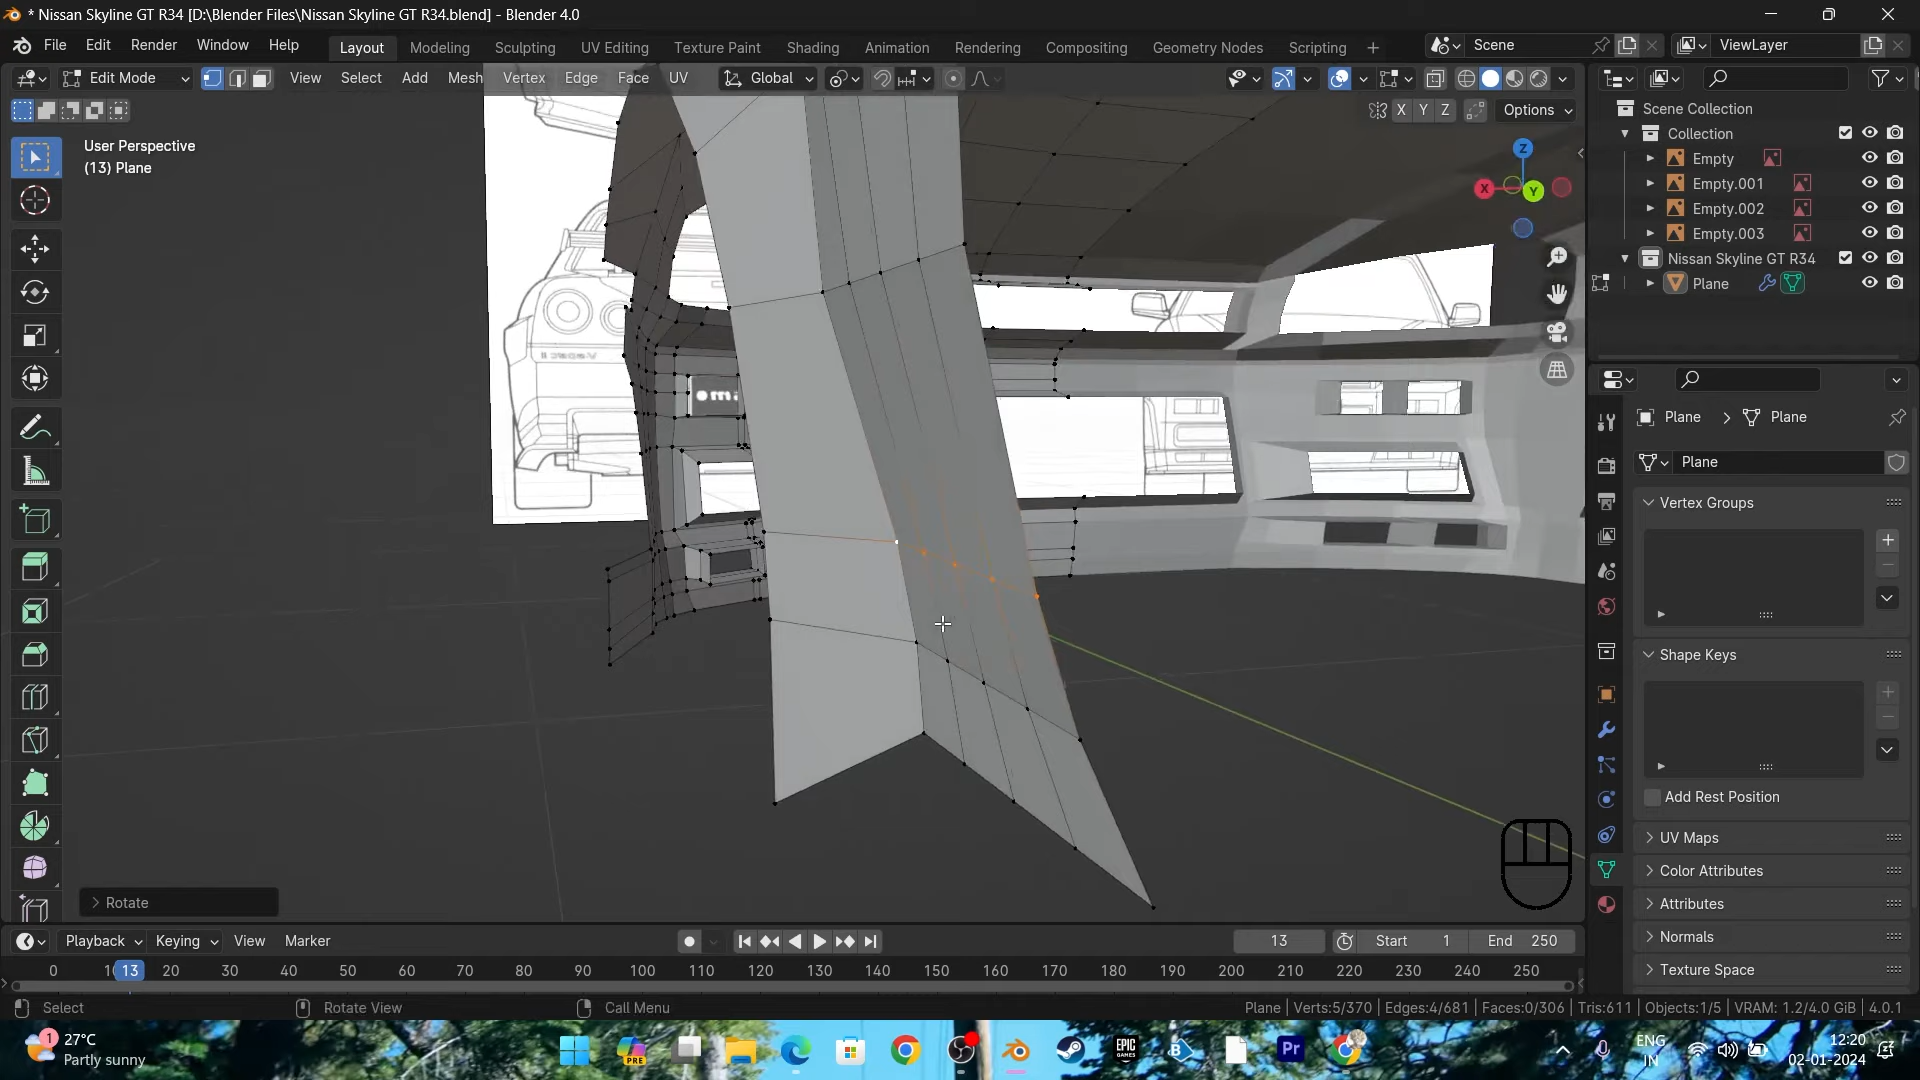 * Nissan Skyline GT R34 [D:\Blender Files\Nissan Skyline GT R34.blend] - Blender 4.0
File Edit Render Window Help Layout Modeling Sculpting UV Editing Texture Paint Shading Animation Rendering Compositing Geometry Nodes Scripting + Scene ViewLayer
Edit Mode View Select Add Mesh Vertex Edge Face UV Global
X Y Z Options
User Perspective
(13) Plane
Z
X
Y
Scene Collection
Collection
Empty
Empty.001
Empty.002
Empty.003
Nissan Skyline GT R34
Plane
Plane > Plane
Plane
Vertex Groups
Shape Keys
Add Rest Position
UV Maps
Color Attributes
Attributes
Normals
Texture Space
Rotate
Playback Keying View Marker 13 Start 1 End 250
0 13 20 30 40 50 60 70 80 90 100 110 120 130 140 150 160 170 180 190 200 210 220 230 240 250
Select Rotate View Call Menu Plane | Verts:5/370 | Edges:4/681 | Faces:0/306 | Tris:611 | Objects:1/5 | VRAM: 1.2/4.0 GiB | 4.0.1
1
27°C
Partly sunny
PRE
EPIC
GAMES
B
Pr
ENG
IN
12:20
02-01-2024